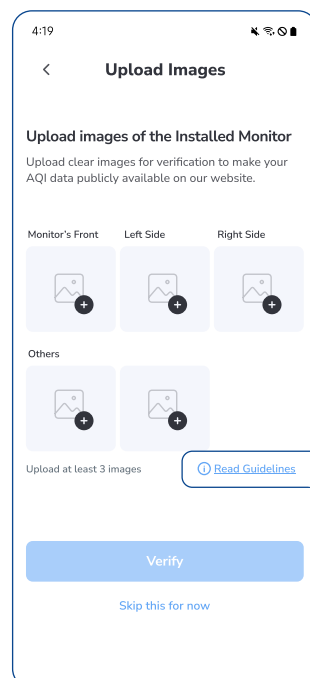 4:19
Upload Images
Upload images of the Installed Monitor
Upload clear images for verification to make your
AQI data publicly available on our website.
Monitor's Front
Left Side
Right Side
Others
Upload at least 3 images
Read Guidelines
Verify
Skip this for now